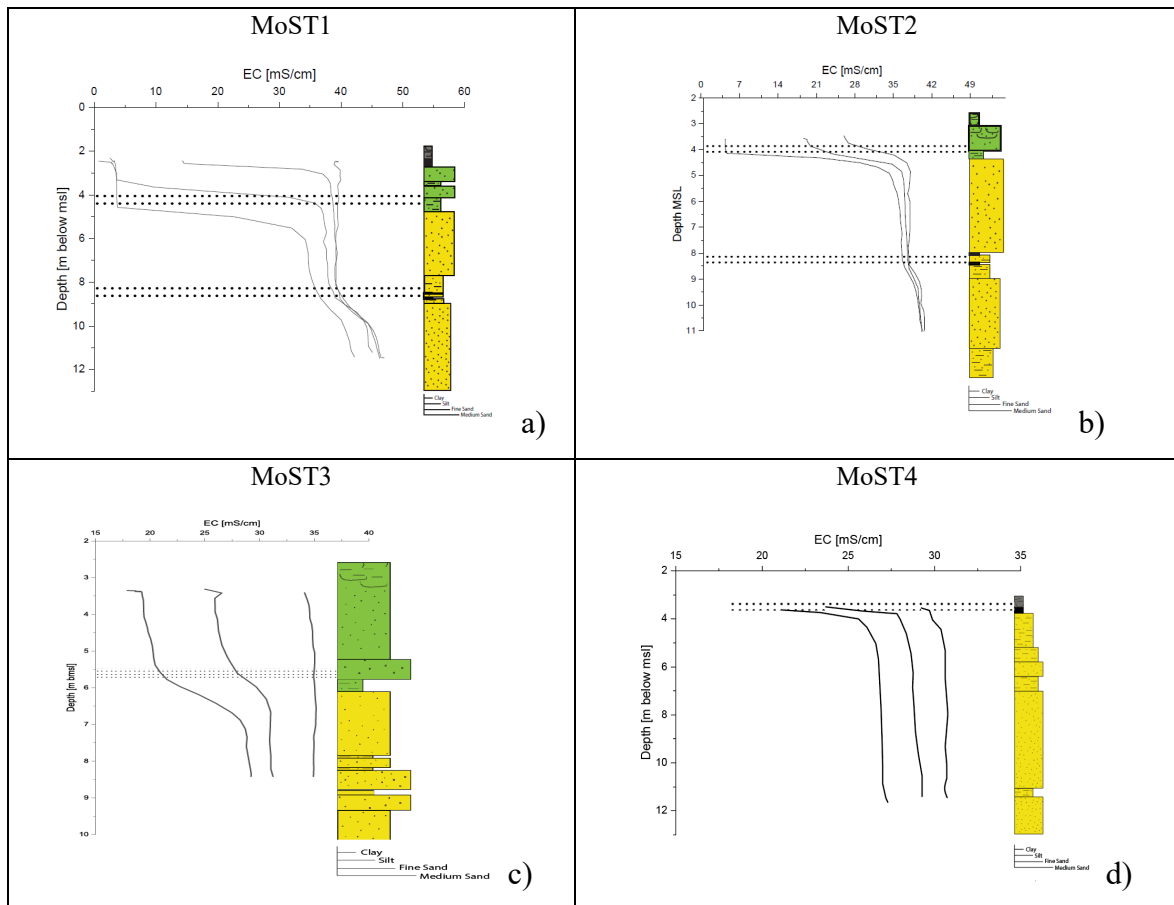 MoST1
EC [mS/cm]
0 10 20 30 40 50 60
0
2
4
6
8
10
12
Depth [m below msl]
Clay
Silt
Fine Sand
Medium Sand
a)
MoST2
EC [mS/cm]
0 7 14 21 28 35 42 49
2
3
4
5
6
7
8
9
10
11
Depth MSL
Clay
Silt
Fine Sand
Medium Sand
b)
MoST3
EC [mS/cm]
15 20 25 30 35 40
2
3
4
5
6
7
8
9
10
Depth [m bmsl]
Clay
Silt
Fine Sand
Medium Sand
c)
MoST4
EC [mS/cm]
15 20 25 30 35
2
4
6
8
10
12
Depth [m below msl]
Clay
Silt
Fine Sand
Medium Sand
d)